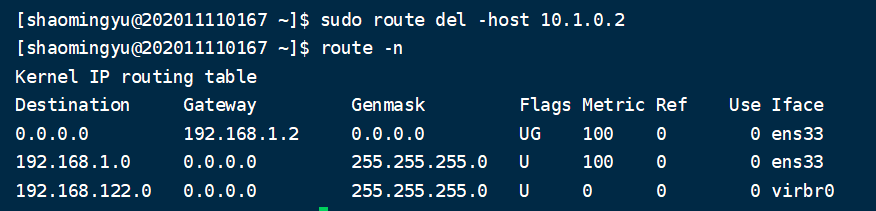 [shaomingyu@202011110167 ~]$ sudo route del -host 10.1.0.2
[shaomingyu@202011110167 ~]$ route -n
Kernel IP routing table
Destination     Gateway         Genmask         Flags Metric Ref    Use Iface
0.0.0.0         192.168.1.2     0.0.0.0         UG    100    0        0 ens33
192.168.1.0     0.0.0.0         255.255.255.0   U     100    0        0 ens33
192.168.122.0   0.0.0.0         255.255.255.0   U     0      0        0 virbr0